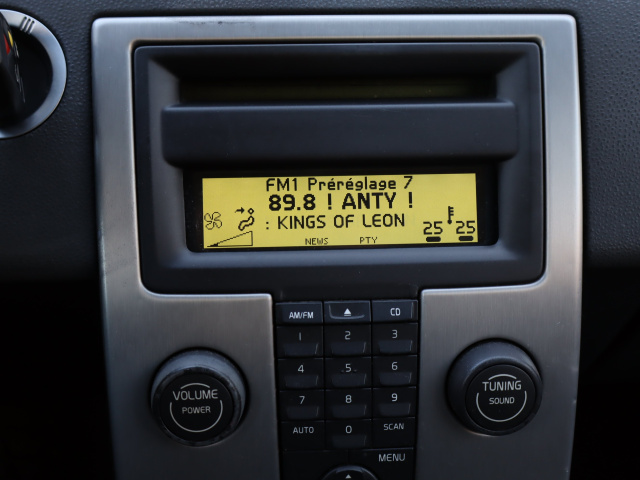 FM1 Préréglage 7
89.8 ! ANTY !
: KINGS OF LEON
25 25
NEWS PTY
AM/FM CD
1 2 3
4 5 6
7 8 9
AUTO 0 SCAN
MENU
VOLUME
POWER
TUNING
SOUND